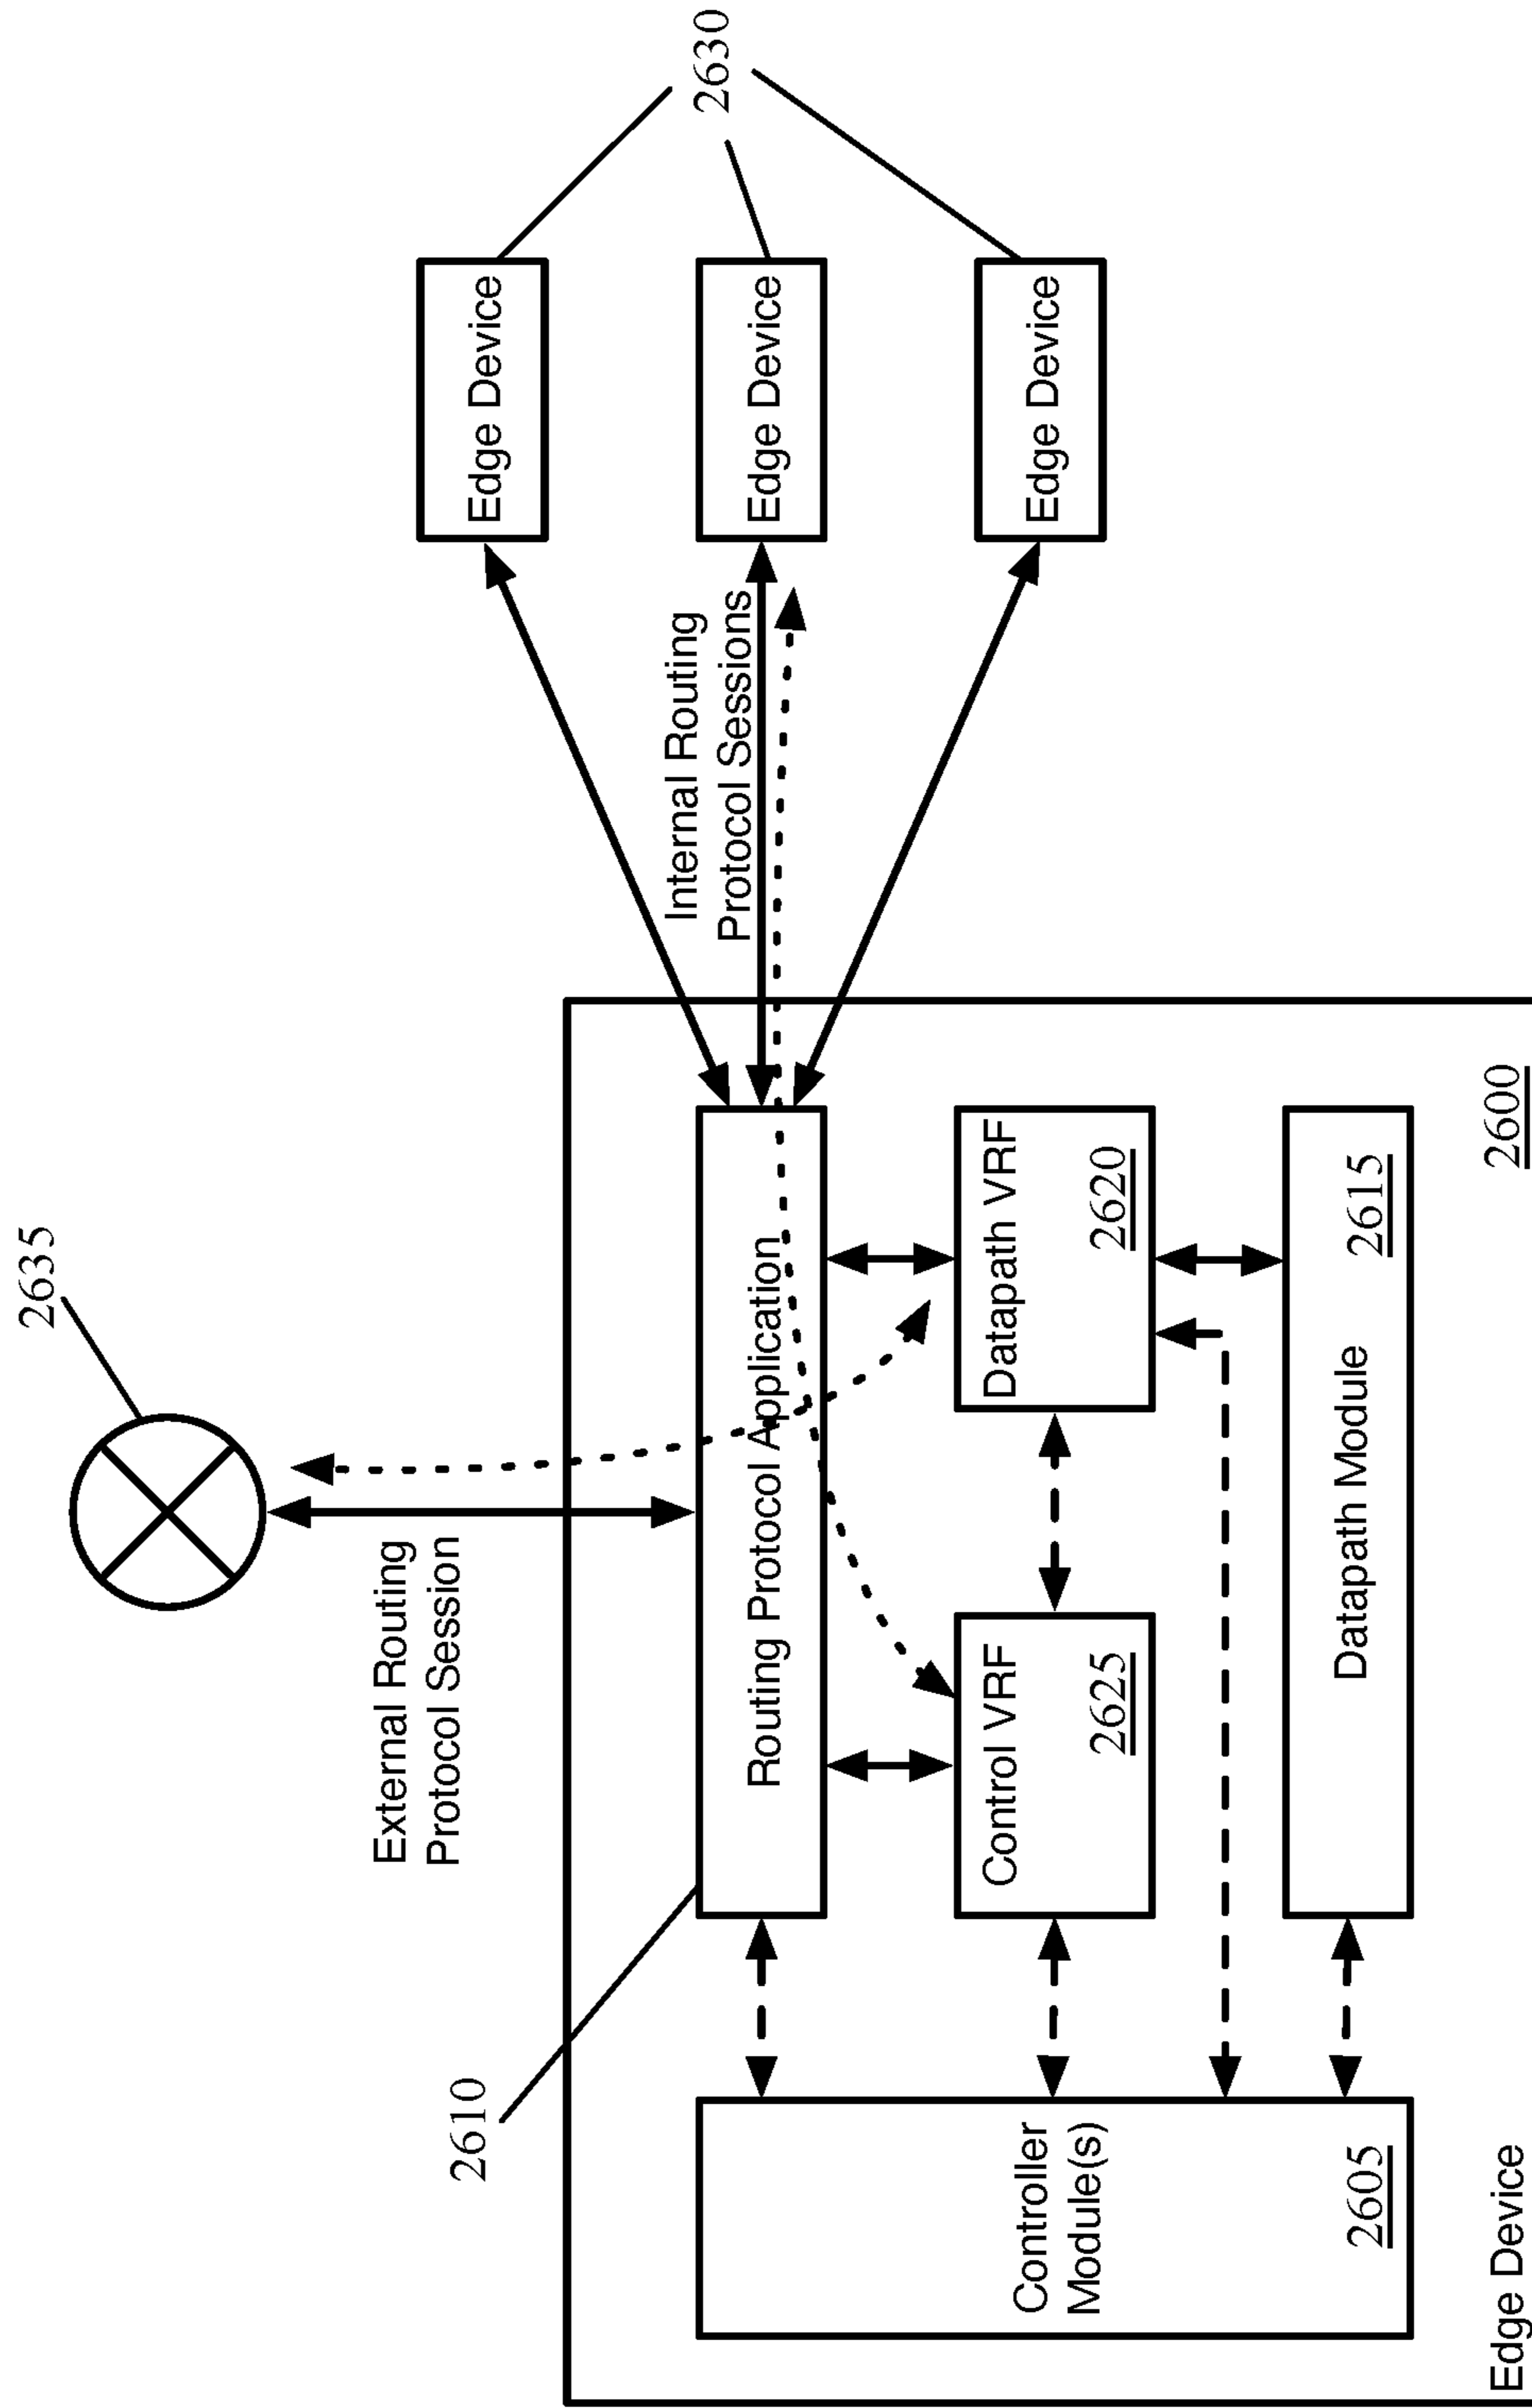 2635
2630
External Routing
Protocol Session
2610
Edge Device
Edge Device
Edge Device
Internal Routing
Protocol Sessions
Routing Protocol Application
Controller
Module(s)
2605
Control VRF
2625
Datapath VRF
2620
Datapath Module
2615
Edge Device
2600